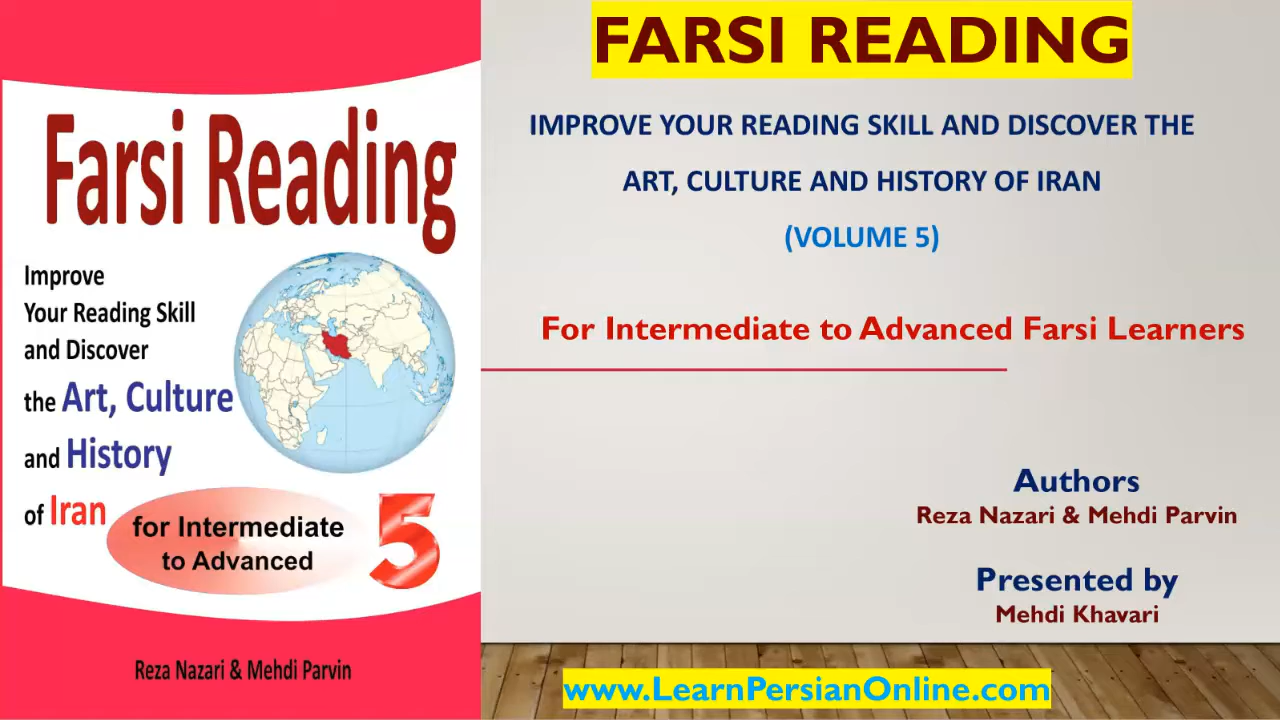 Farsi Reading
Improve
Your Reading Skill
and Discover
the Art, Culture
and History
of Iran
for Intermediate
to Advanced
5
Reza Nazari & Mehdi Parvin
FARSI READING
IMPROVE YOUR READING SKILL AND DISCOVER THE
ART, CULTURE AND HISTORY OF IRAN
(VOLUME 5)
For Intermediate to Advanced Farsi Learners
Authors
Reza Nazari & Mehdi Parvin
Presented by
Mehdi Khavari
www.LearnPersianOnline.com